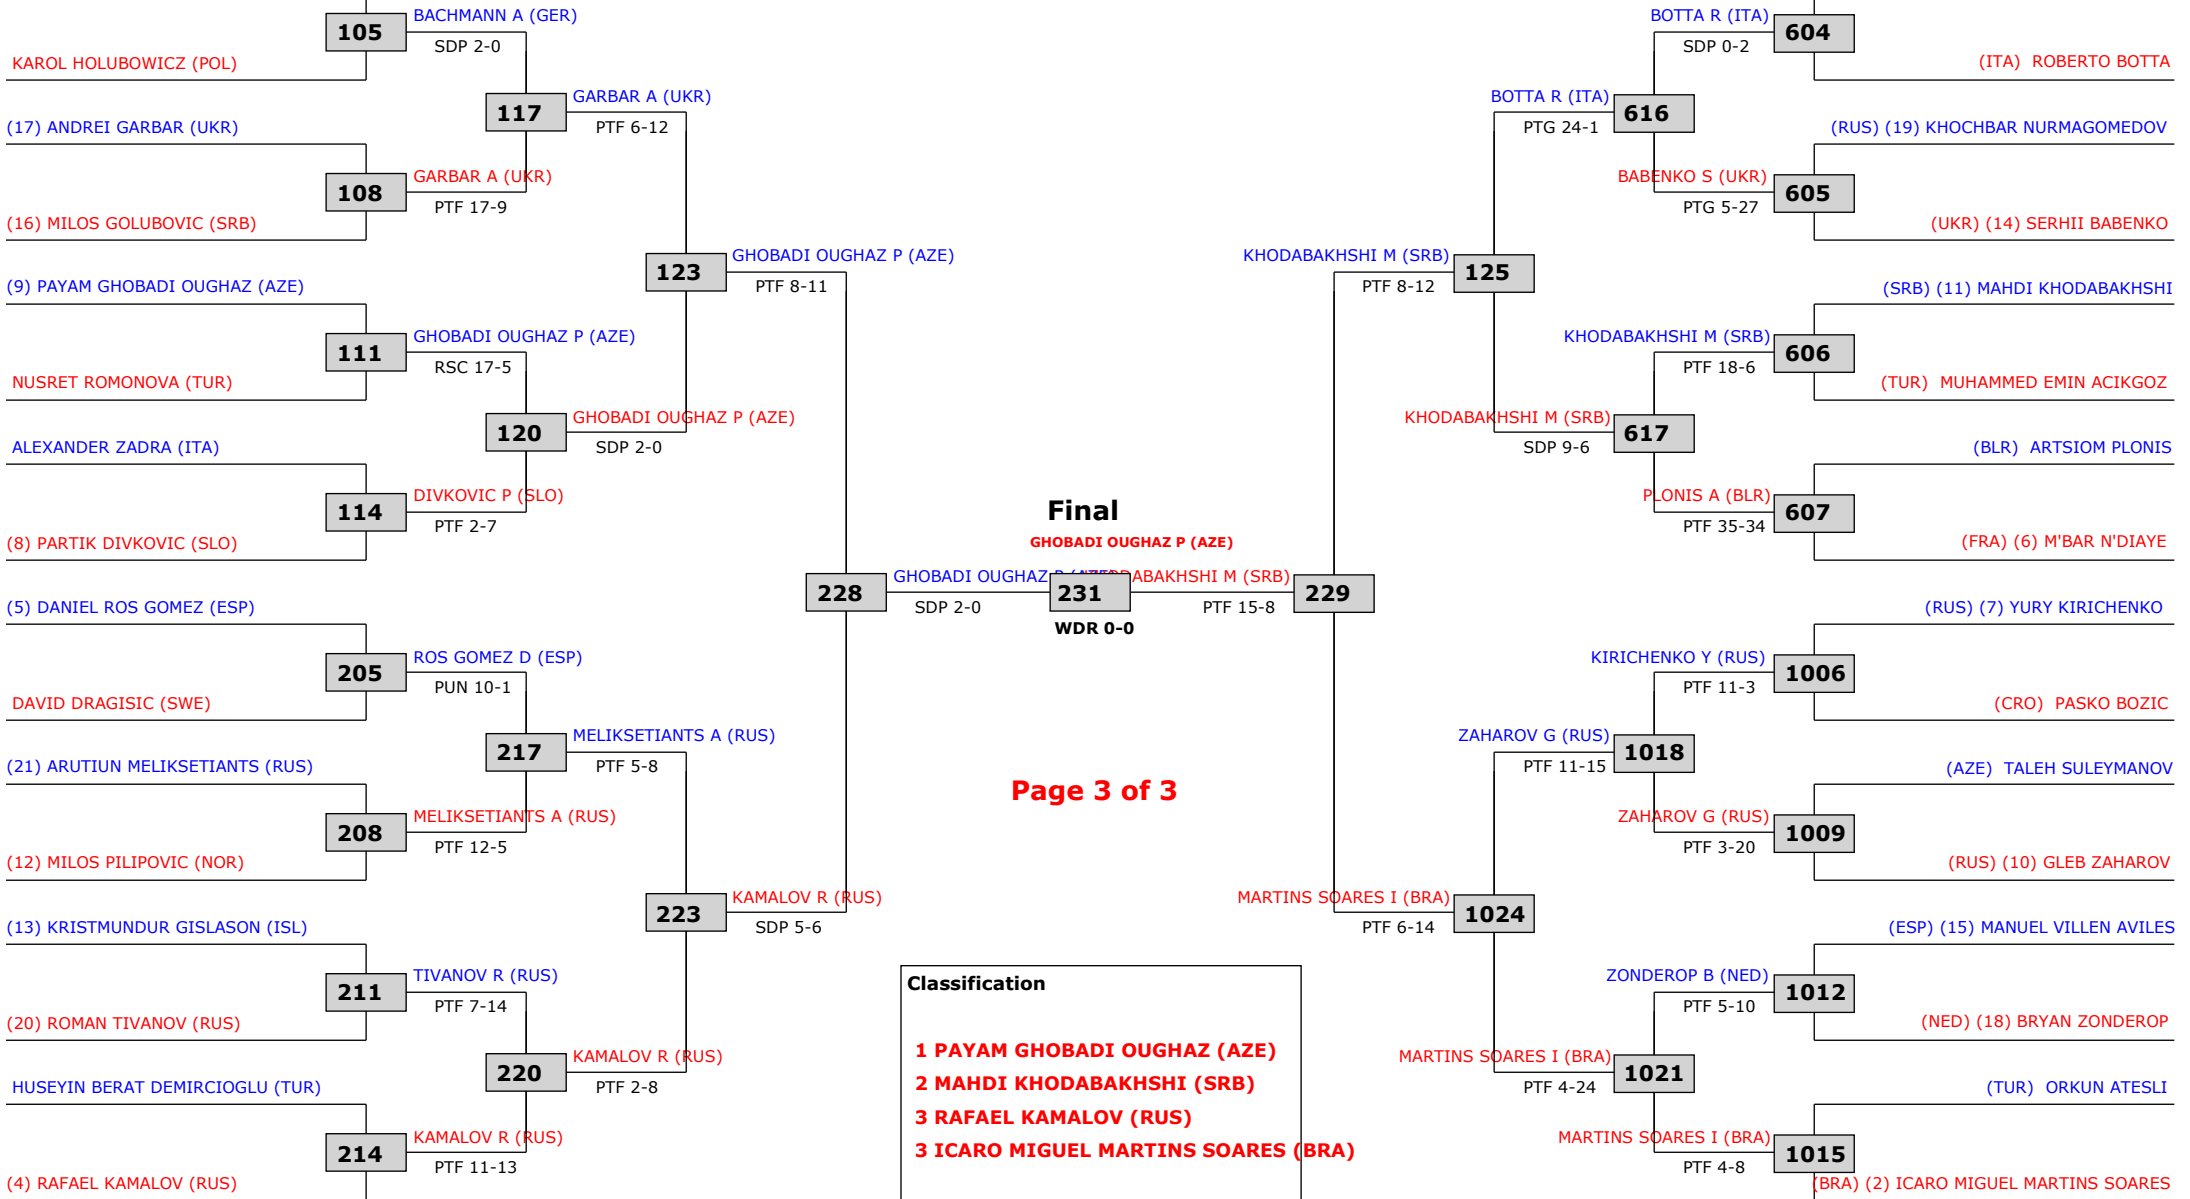 105
BACHMANN A (GER)
SDP 2-0
KAROL HOLUBOWICZ (POL)
117
GARBAR A (UKR)
PTF 6-12
(17) ANDREI GARBAR (UKR)
108
GARBAR A (UKR)
PTF 17-9
(16) MILOS GOLUBOVIC (SRB)
123
GHOBADI OUGHAZ P (AZE)
PTF 8-11
(9) PAYAM GHOBADI OUGHAZ (AZE)
111
GHOBADI OUGHAZ P (AZE)
RSC 17-5
NUSRET ROMONOVA (TUR)
120
GHOBADI OUGHAZ P (AZE)
SDP 2-0
ALEXANDER ZADRA (ITA)
114
DIVKOVIC P (SLO)
PTF 2-7
(8) PARTIK DIVKOVIC (SLO)
228
GHOBADI OUGHAZ P (AZE)
SDP 2-0
(5) DANIEL ROS GOMEZ (ESP)
205
ROS GOMEZ D (ESP)
PUN 10-1
DAVID DRAGISIC (SWE)
217
MELIKSETIANTS A (RUS)
PTF 5-8
(21) ARUTIUN MELIKSETIANTS (RUS)
208
MELIKSETIANTS A (RUS)
PTF 12-5
(12) MILOS PILIPOVIC (NOR)
223
KAMALOV R (RUS)
SDP 5-6
(13) KRISTMUNDUR GISLASON (ISL)
211
TIVANOV R (RUS)
PTF 7-14
(20) ROMAN TIVANOV (RUS)
220
KAMALOV R (RUS)
PTF 2-8
HUSEYIN BERAT DEMIRCIOGLU (TUR)
214
KAMALOV R (RUS)
PTF 11-13
(4) RAFAEL KAMALOV (RUS)
Final
GHOBADI OUGHAZ P (AZE)
231
WDR 0-0
Page 3 of 3
Classification
1 PAYAM GHOBADI OUGHAZ (AZE)
2 MAHDI KHODABAKHSHI (SRB)
3 RAFAEL KAMALOV (RUS)
3 ICARO MIGUEL MARTINS SOARES (BRA)
KHODABAKHSHI M (SRB)
PTF 15-8
229
BOTTA R (ITA)
SDP 0-2
604
(ITA) ROBERTO BOTTA
BOTTA R (ITA)
PTG 24-1
616
(RUS) (19) KHOCHBAR NURMAGOMEDOV
BABENKO S (UKR)
PTG 5-27
605
(UKR) (14) SERHII BABENKO
KHODABAKHSHI M (SRB)
PTF 8-12
125
(SRB) (11) MAHDI KHODABAKHSHI
KHODABAKHSHI M (SRB)
PTF 18-6
606
(TUR) MUHAMMED EMIN ACIKGOZ
KHODABAKHSHI M (SRB)
SDP 9-6
617
(BLR) ARTSIOM PLONIS
PLONIS A (BLR)
PTF 35-34
607
(FRA) (6) M'BAR N'DIAYE
(RUS) (7) YURY KIRICHENKO
KIRICHENKO Y (RUS)
PTF 11-3
1006
(CRO) PASKO BOZIC
ZAHAROV G (RUS)
PTF 11-15
1018
(AZE) TALEH SULEYMANOV
ZAHAROV G (RUS)
PTF 3-20
1009
(RUS) (10) GLEB ZAHAROV
MARTINS SOARES I (BRA)
PTF 6-14
1024
(ESP) (15) MANUEL VILLEN AVILES
ZONDEROP B (NED)
PTF 5-10
1012
(NED) (18) BRYAN ZONDEROP
MARTINS SOARES I (BRA)
PTF 4-24
1021
(TUR) ORKUN ATESLI
MARTINS SOARES I (BRA)
PTF 4-8
1015
(BRA) (2) ICARO MIGUEL MARTINS SOARES